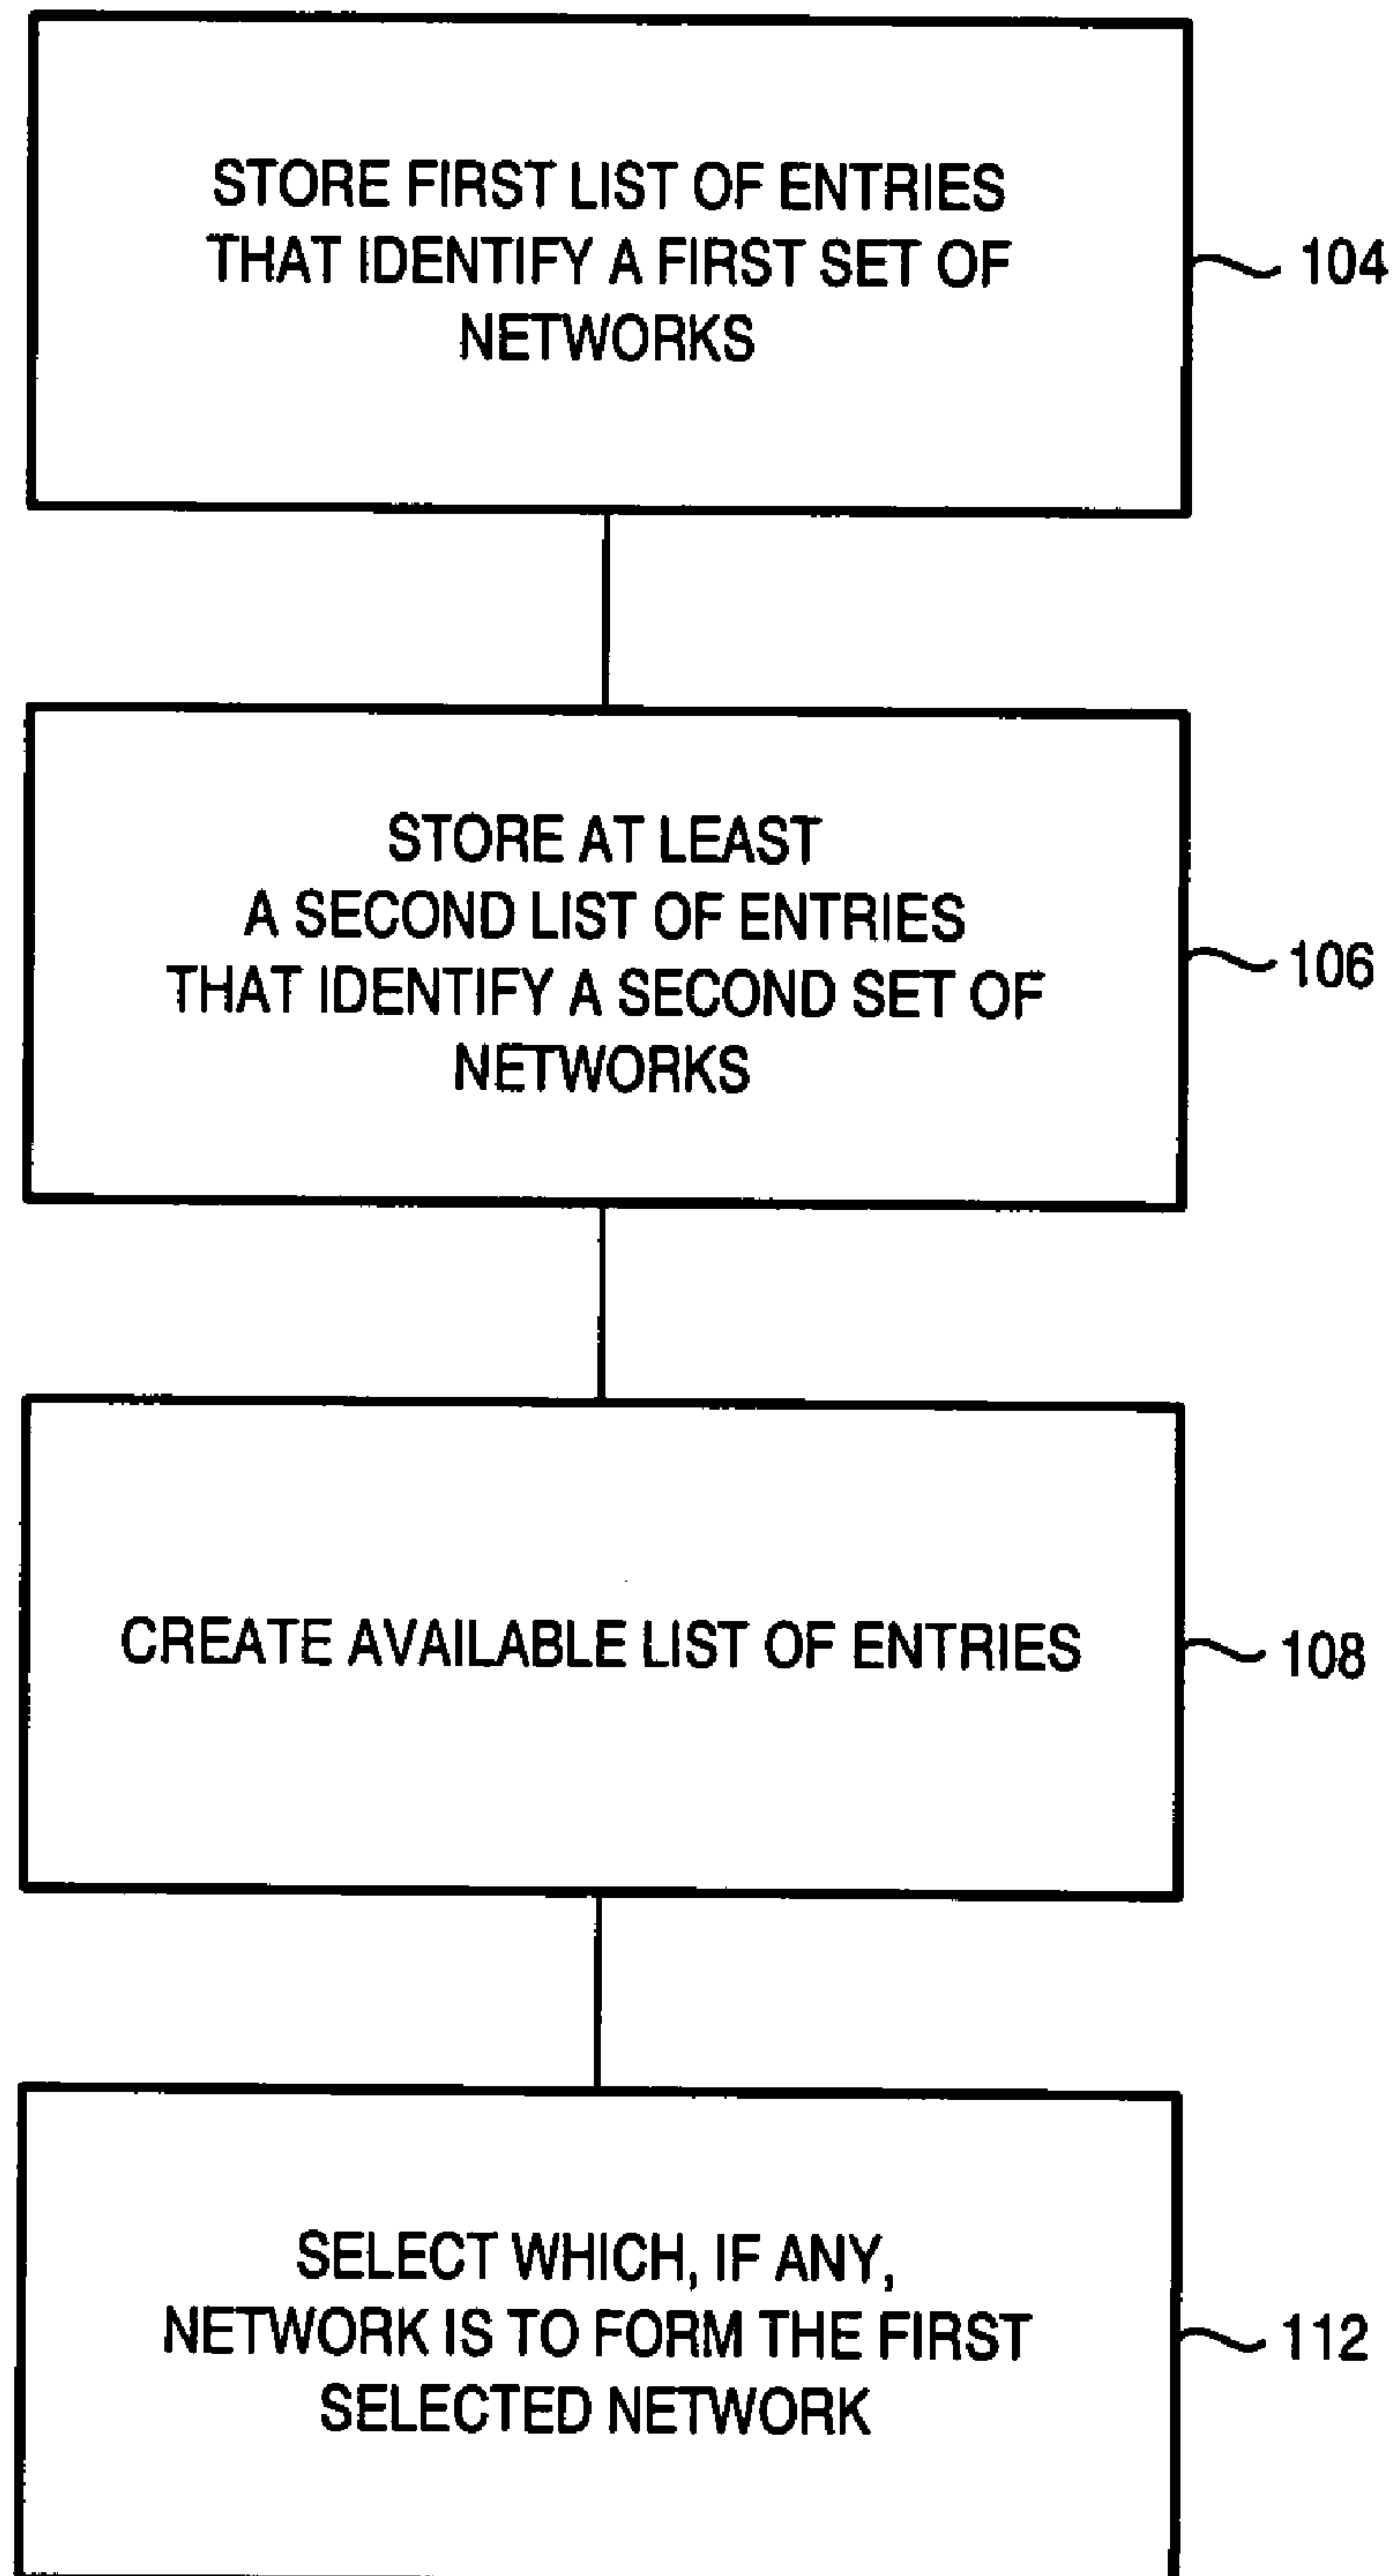 STORE FIRST LIST OF ENTRIES
THAT IDENTIFY A FIRST SET OF
NETWORKS
104
STORE AT LEAST
A SECOND LIST OF ENTRIES
THAT IDENTIFY A SECOND SET OF
NETWORKS
106
CREATE AVAILABLE LIST OF ENTRIES
108
SELECT WHICH, IF ANY,
NETWORK IS TO FORM THE FIRST
SELECTED NETWORK
112